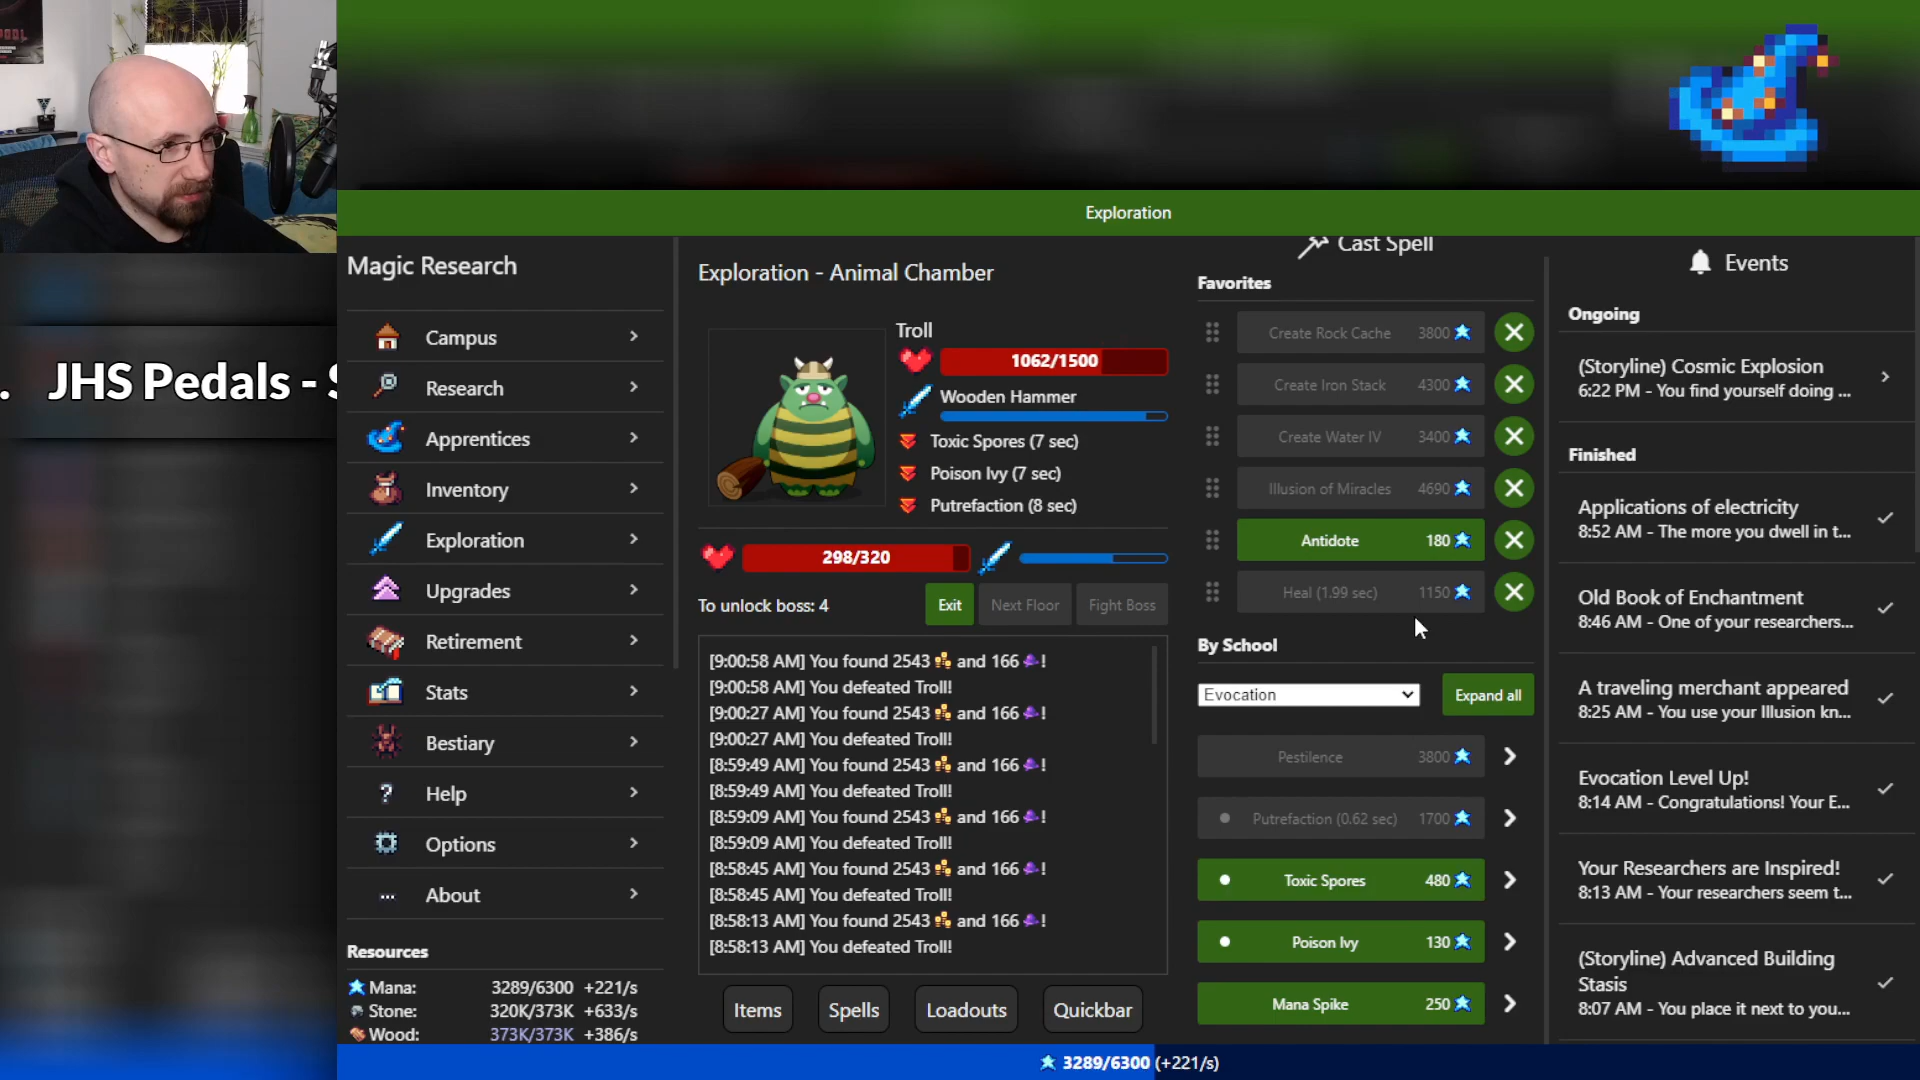 Exploration
. JHS Pedals -
Magic Research
Campus
Research
Apprentices
Inventory
Exploration
Upgrades
Retirement
Stats
Bestiary
Help
Options
About
Resources
Mana: 3289/6300 +221/s
Stone: 320K/373K +633/s
Wood: 373K/373K +386/s
Exploration - Animal Chamber
Troll
1062/1500
Wooden Hammer
Toxic Spores (7 sec)
Poison Ivy (7 sec)
Putrefaction (8 sec)
298/320
To unlock boss: 4
Exit
Next Floor
Fight Boss
[9:00:58 AM] You found 2543 and 166 !
[9:00:58 AM] You defeated Troll!
[9:00:27 AM] You found 2543 and 166 !
[9:00:27 AM] You defeated Troll!
[8:59:49 AM] You found 2543 and 166 !
[8:59:49 AM] You defeated Troll!
[8:59:09 AM] You found 2543 and 166 !
[8:59:09 AM] You defeated Troll!
[8:58:45 AM] You found 2543 and 166 !
[8:58:45 AM] You defeated Troll!
[8:58:13 AM] You found 2543 and 166 !
[8:58:13 AM] You defeated Troll!
Items
Spells
Loadouts
Quickbar
Cast Spell
Favorites
Create Rock Cache 3800
Create Iron Stack 4300
Create Water IV 3400
Illusion of Miracles 4690
Antidote 180
Heal (1.99 sec) 1150
By School
Evocation
Expand all
Pestilence 3800
Putrefaction (0.62 sec) 1700
Toxic Spores 480
Poison Ivy 130
Mana Spike 250
Events
Ongoing
(Storyline) Cosmic Explosion
6:22 PM - You find yourself doing ...
Finished
Applications of electricity
8:52 AM - The more you dwell in t...
Old Book of Enchantment
8:46 AM - One of your researchers...
A traveling merchant appeared
8:25 AM - You use your Illusion kn...
Evocation Level Up!
8:14 AM - Congratulations! Your E...
Your Researchers are Inspired!
8:13 AM - Your researchers seem t...
(Storyline) Advanced Building
Stasis
8:07 AM - You place it next to you...
3289/6300 (+221/s)